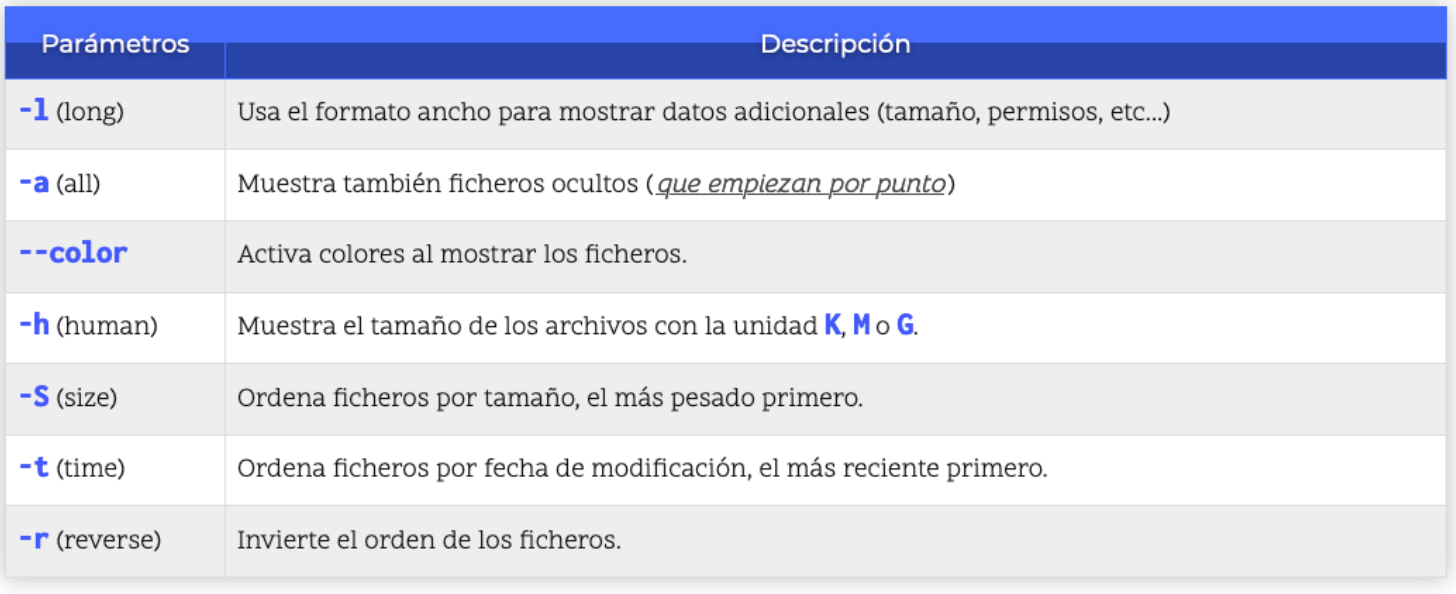 Parámetros Descripción
-l (long) Usa el formato ancho para mostrar datos adicionales (tamaño, permisos, etc...)
-a (all) Muestra también ficheros ocultos (que empiezan por punto)
--color Activa colores al mostrar los ficheros.
-h (human) Muestra el tamaño de los archivos con la unidad K, M o G.
-S (size) Ordena ficheros por tamaño, el más pesado primero.
-t (time) Ordena ficheros por fecha de modificación, el más reciente primero.
-r (reverse) Invierte el orden de los ficheros.